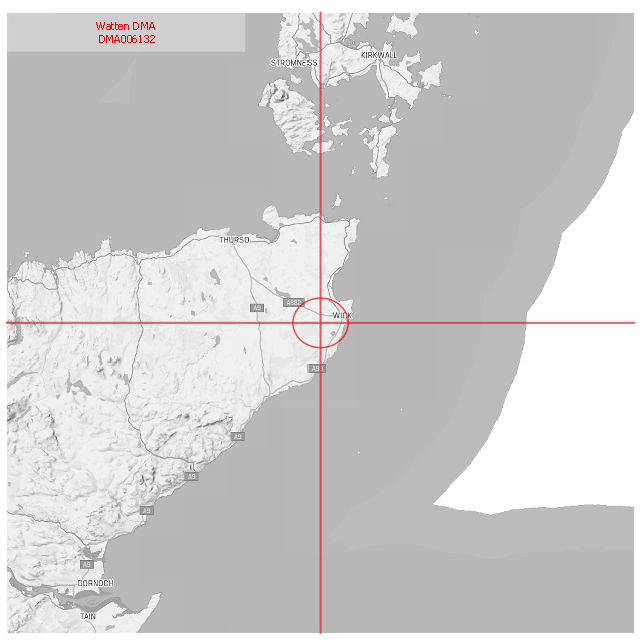 Watten DMA
DMA006132
STROMNESS
KIRKWALL
THURSO
A882
A9
WICK
A99
A9
A9
A9
A9
DORNOCH
TAIN